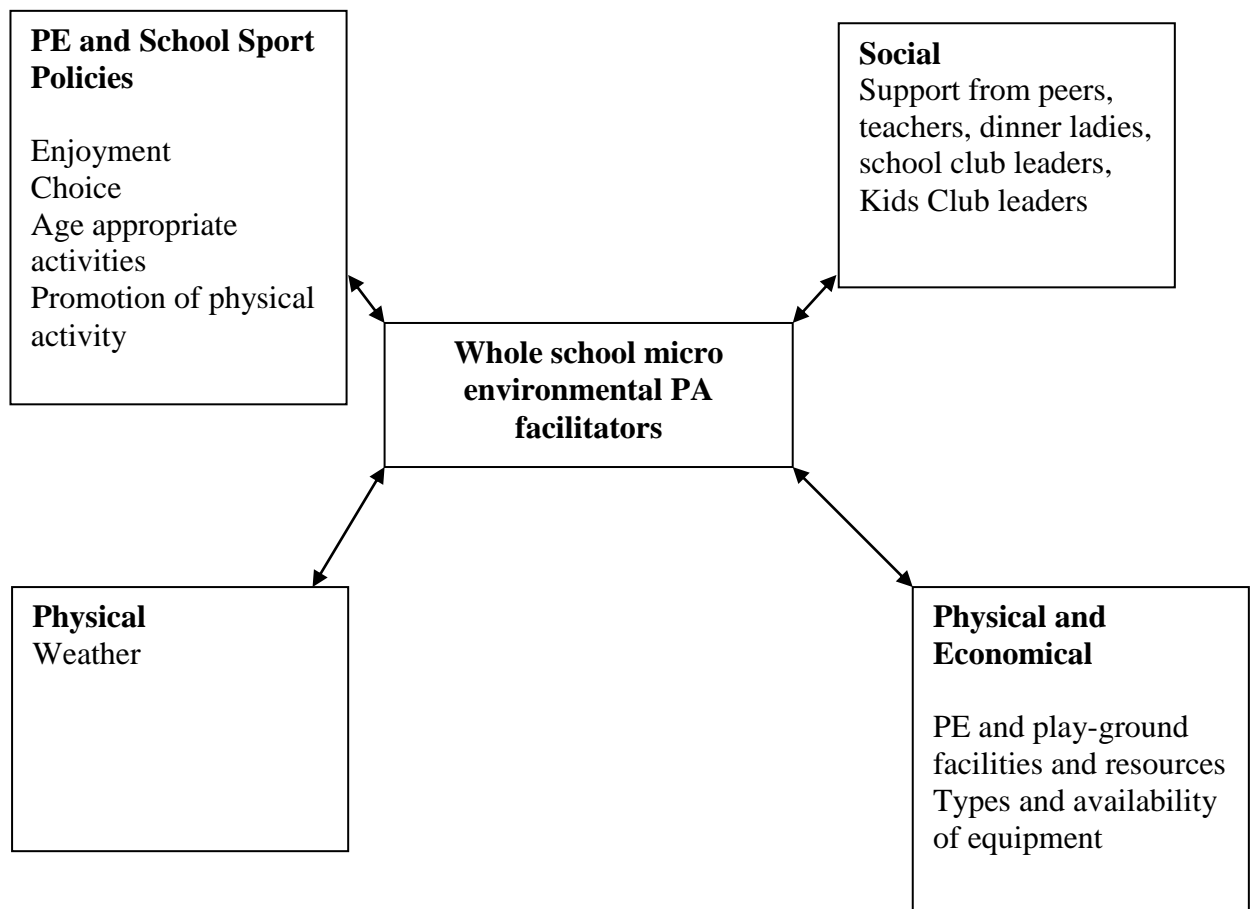 PE and School Sport
Policies
Enjoyment
Choice
Age appropriate
activities
Promotion of physical
activity
Social
Support from peers,
teachers, dinner ladies,
school club leaders,
Kids Club leaders
Whole school micro
environmental PA
facilitators
Physical
Weather
Physical and
Economical
PE and play-ground
facilities and resources
Types and availability
of equipment